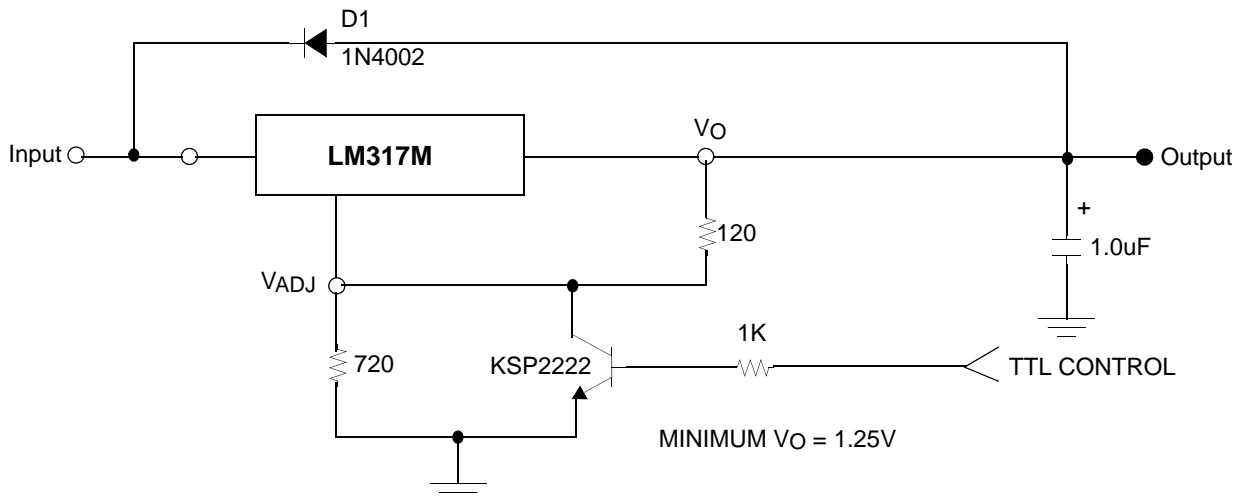 D1
1N4002
Input
LM317M
VO
Output
120
+
1.0uF
VADJ
720
KSP2222
1K
TTL CONTROL
MINIMUM VO = 1.25V